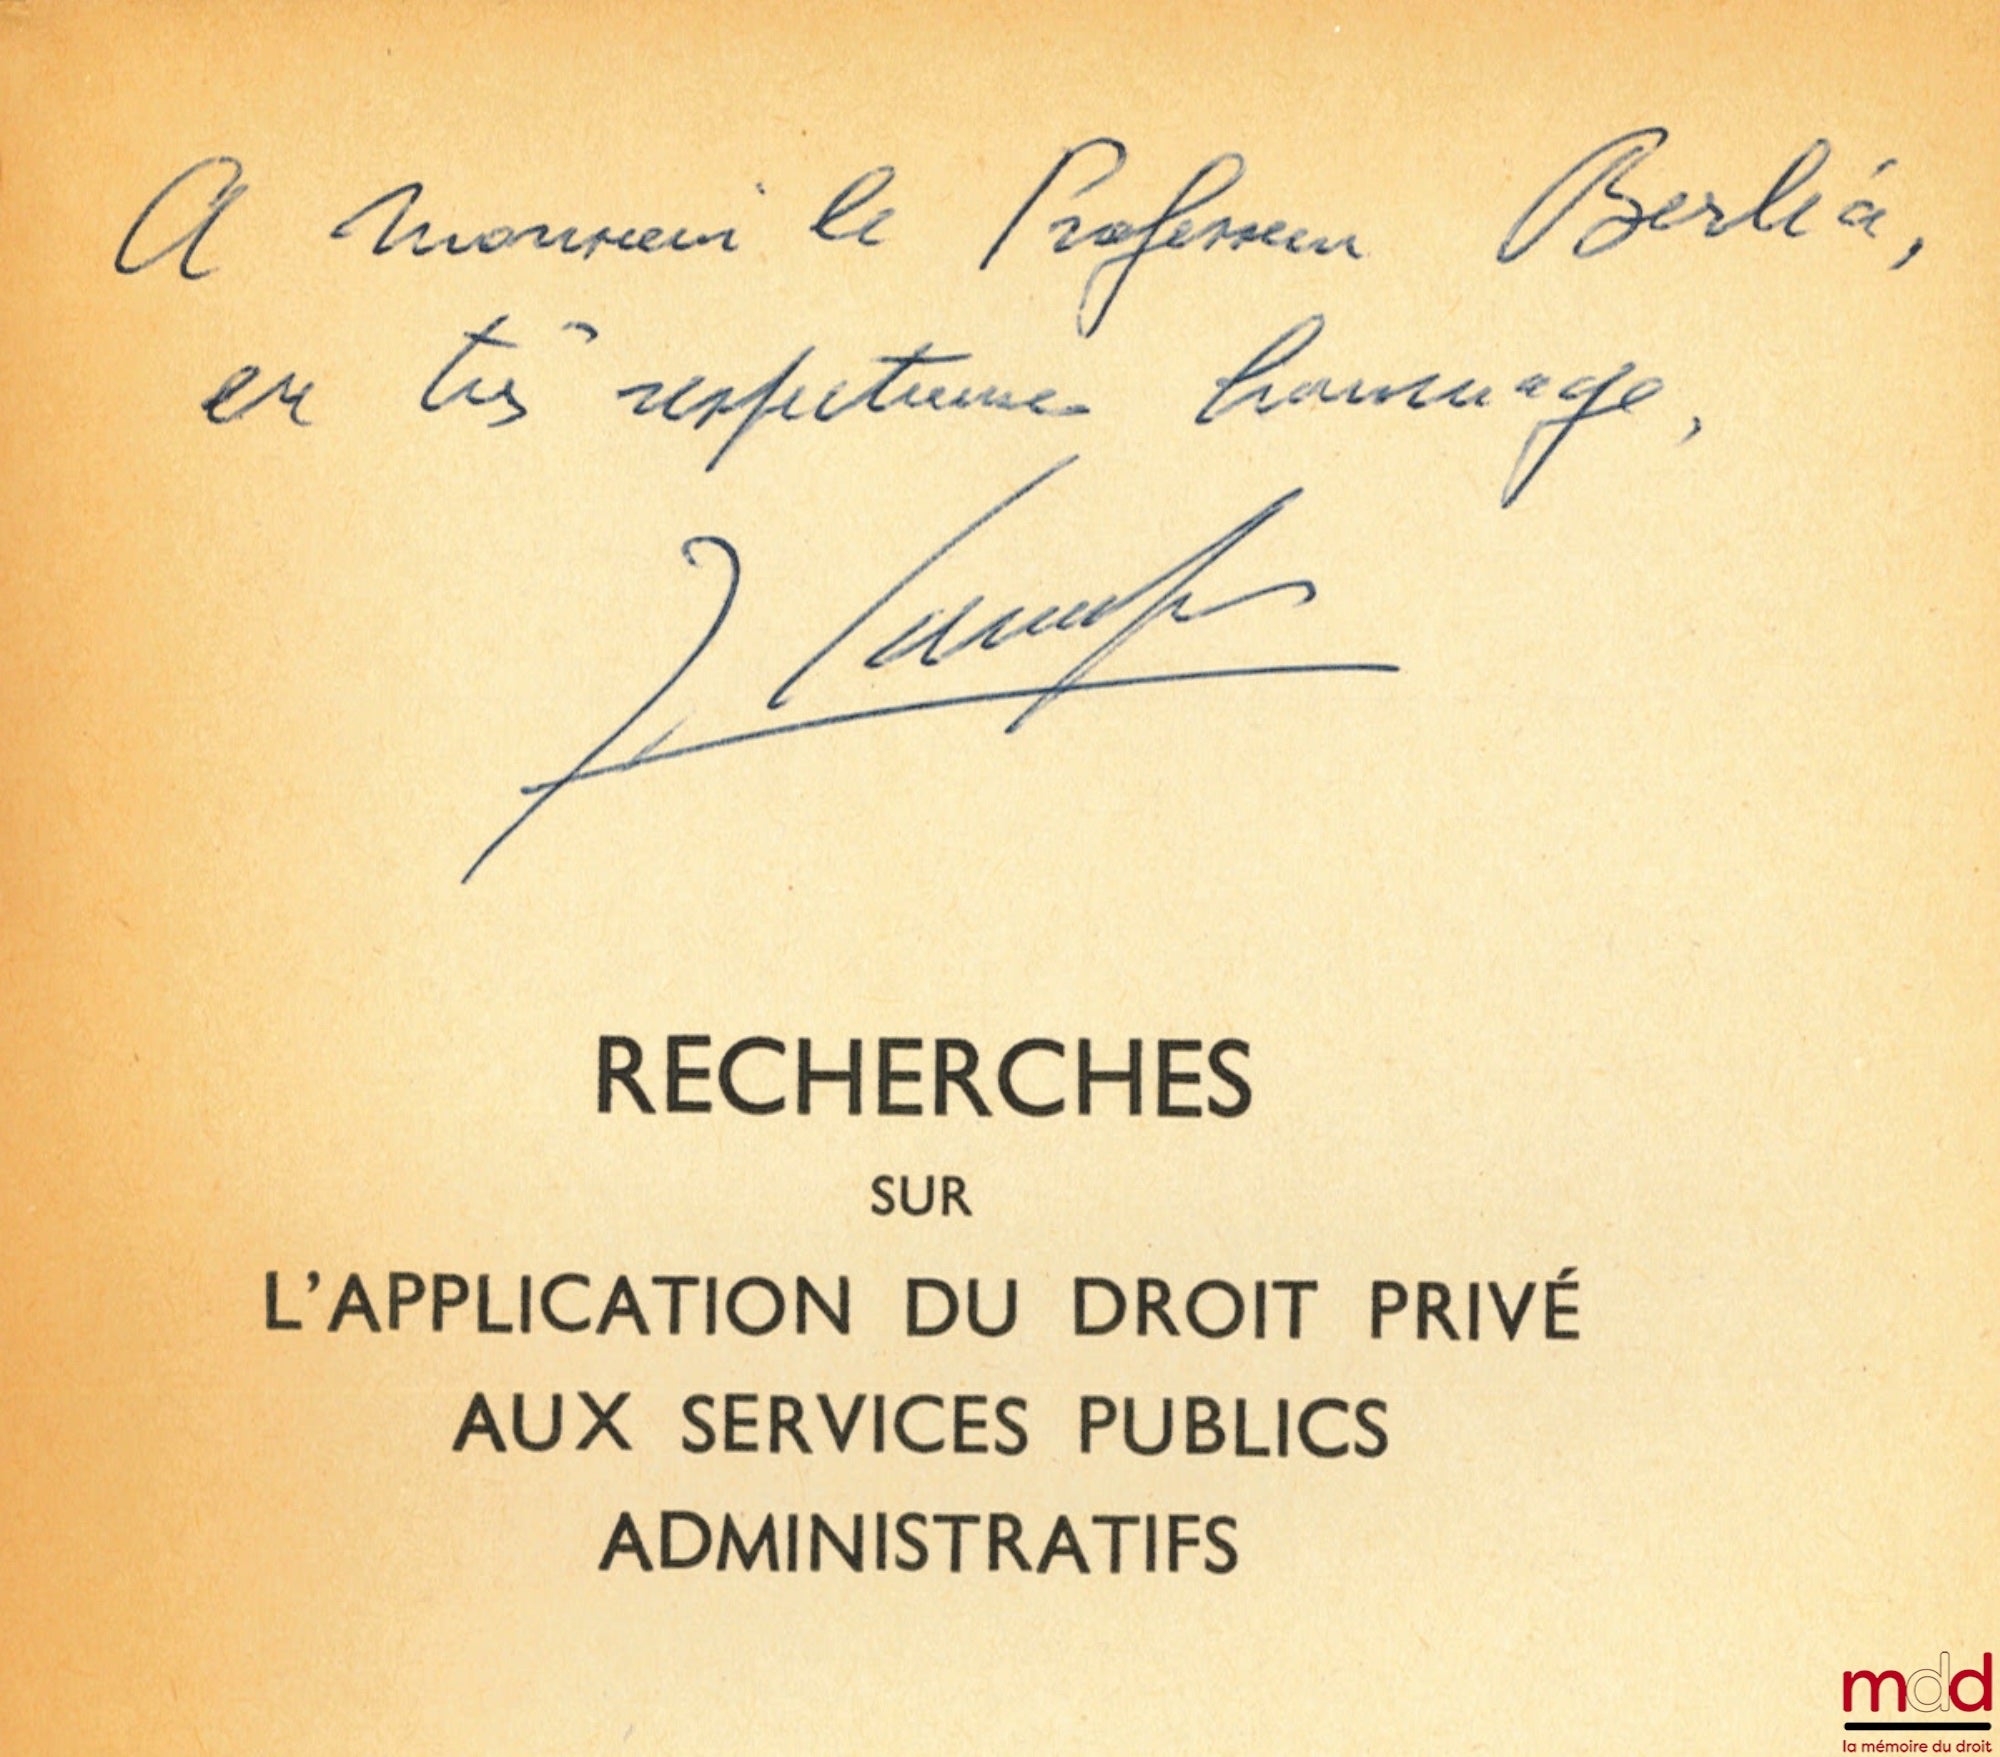 A monsieur le Professeur Berlia,
en très respectueux hommage,
RECHERCHES
SUR
L'APPLICATION DU DROIT PRIVÉ
AUX SERVICES PUBLICS
ADMINISTRATIFS
mdd
la mémoire du droit